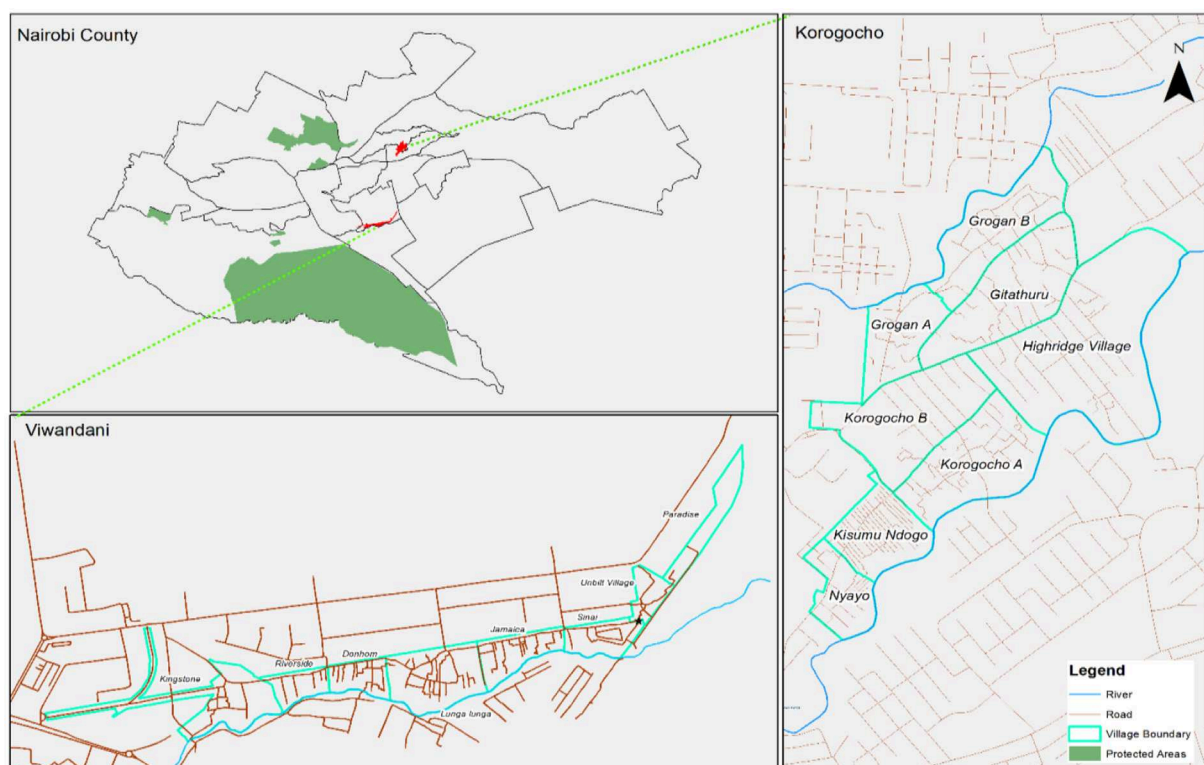 Nairobi County
Korogocho
N
Grogan B
Gitathuru
Grogan A
Highridge Village
Korogocho B
Korogocho A
Kisumu Ndogo
Nyayo
Legend
River
Road
Village Boundary
Protected Areas
Viwandani
Paradise
Unbilt Village
Sinai
Jamaica
Donhom
Riverside
Kingstone
Lunga lunga